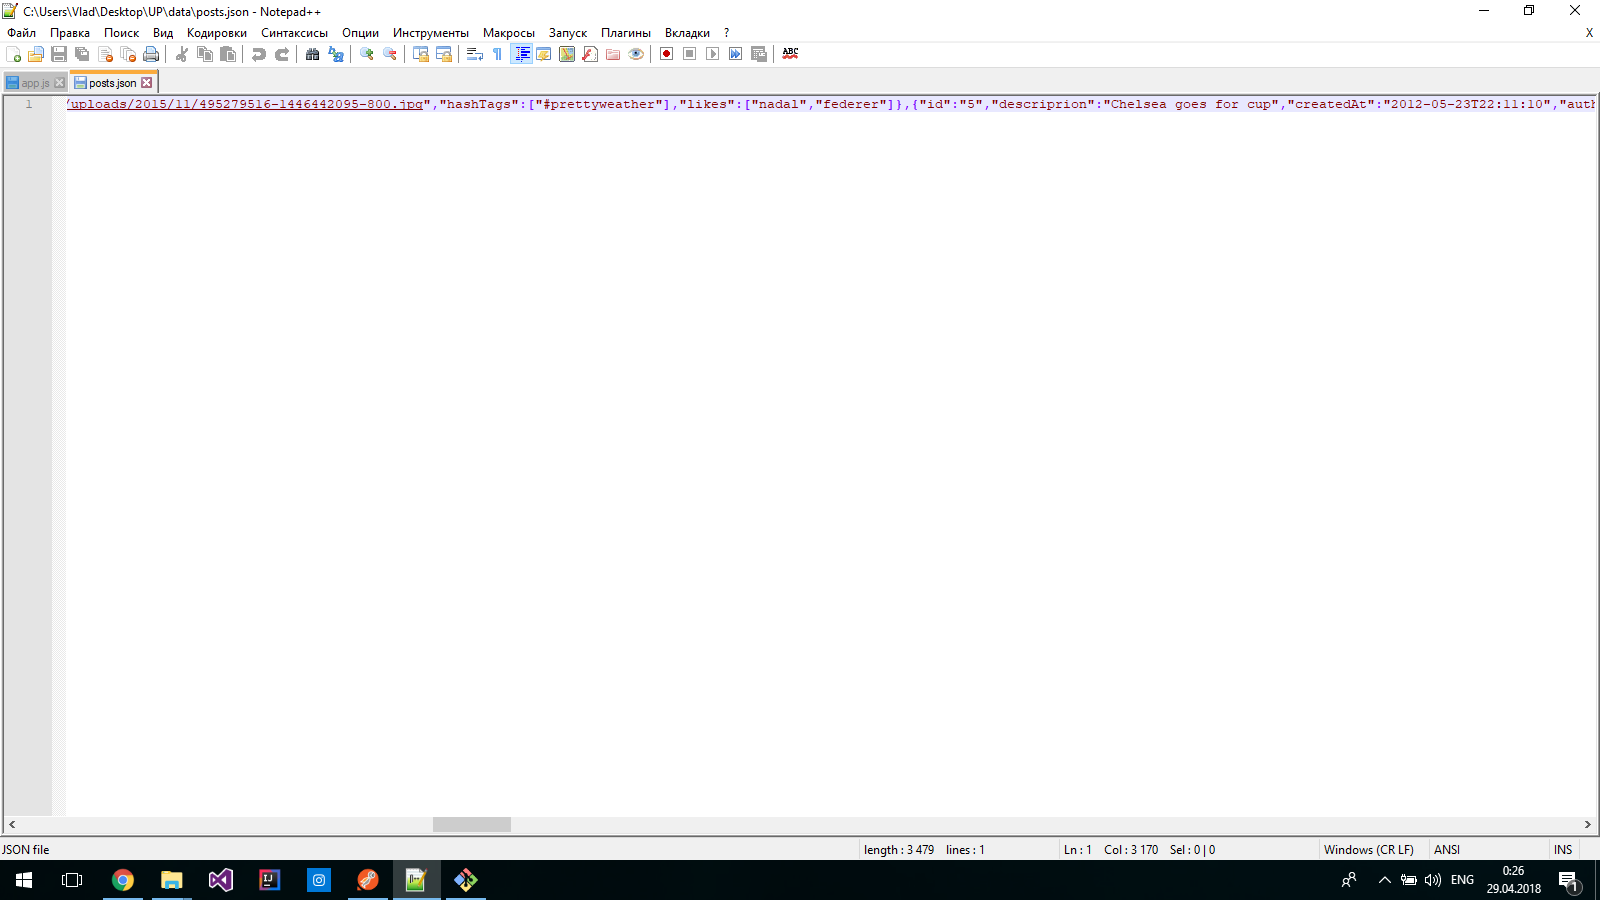 C:\Users\Vlad\Desktop\UP\data\posts.json - Notepad++
Файл Правка Поиск Вид Кодировки Синтаксисы Опции Инструменты Макросы Запуск Плагины Вкладки ? X
ABC
app.js posts.json
1 /uploads/2015/11/495279516-1446442095-800.jpg","hashTags":["#prettyweather"],"likes":["nadal","federer"]},{"id":"5","descriprion":"Chelsea goes for cup","createdAt":"2012-05-23T22:11:10","auth
JSON file length : 3 479 lines : 1 Ln : 1 Col : 3 170 Sel : 0 | 0 Windows (CR LF) ANSI INS
IJ
ENG
0:26
29.04.2018
1